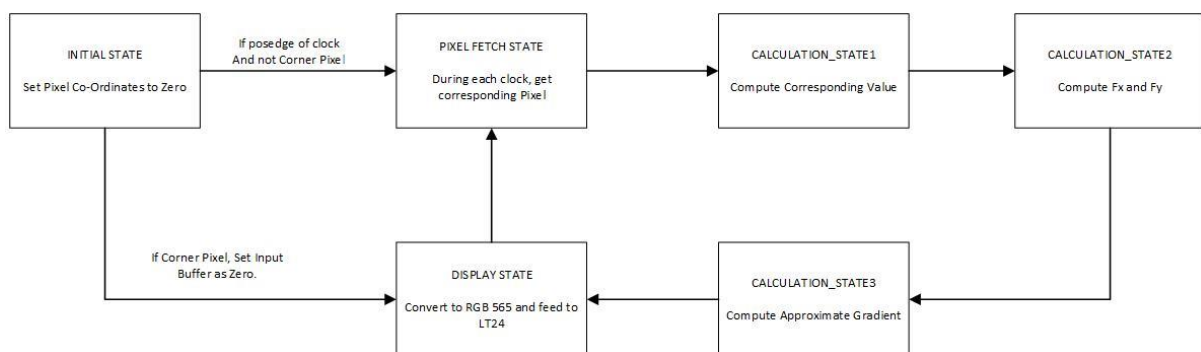 INITIAL STATE
Set Pixel Co-Ordinates to Zero
If posedge of clock
And not Corner Pixel
PIXEL FETCH STATE
During each clock, get
corresponding Pixel
CALCULATION_STATE1
Compute Corresponding Value
CALCULATION_STATE2
Compute Fx and Fy
If Corner Pixel, Set Input
Buffer as Zero.
DISPLAY STATE
Convert to RGB 565 and feed to
LT24
CALCULATION_STATE3
Compute Approximate Gradient